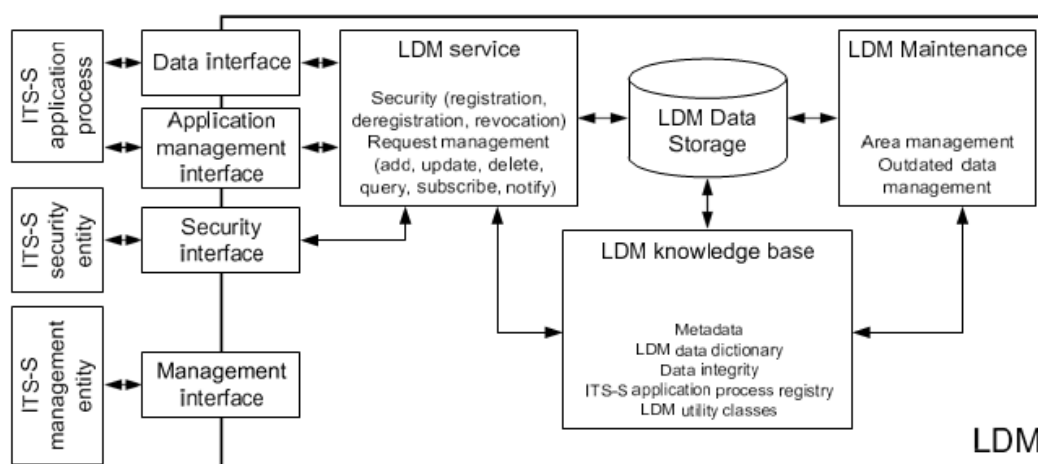 ITS-S
application
process
Data interface
Application
management
interface
LDM service
Security (registration,
deregistration, revocation)
Request management
(add, update, delete,
query, subscribe, notify)
LDM Data
Storage
LDM Maintenance
Area management
Outdated data
management
ITS-S
security
entity
Security
interface
LDM knowledge base
Metadata
LDM data dictionary
Data integrity
ITS-S application process registry
LDM utility classes
ITS-S
management
entity
Management
interface
LDM